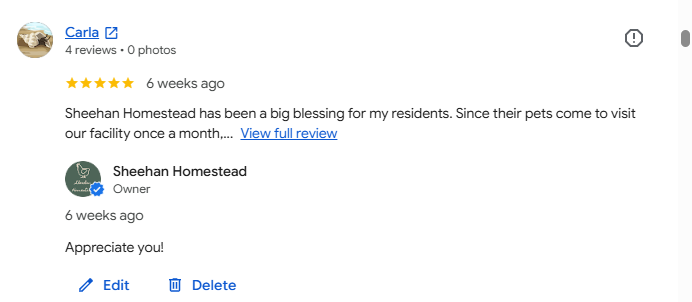 Carla
4 reviews • 0 photos
6 weeks ago
Sheehan Homestead has been a big blessing for my residents. Since their pets come to visit
our facility once a month,... View full review
Sheehan Homestead
Owner
6 weeks ago
Appreciate you!
Edit Delete